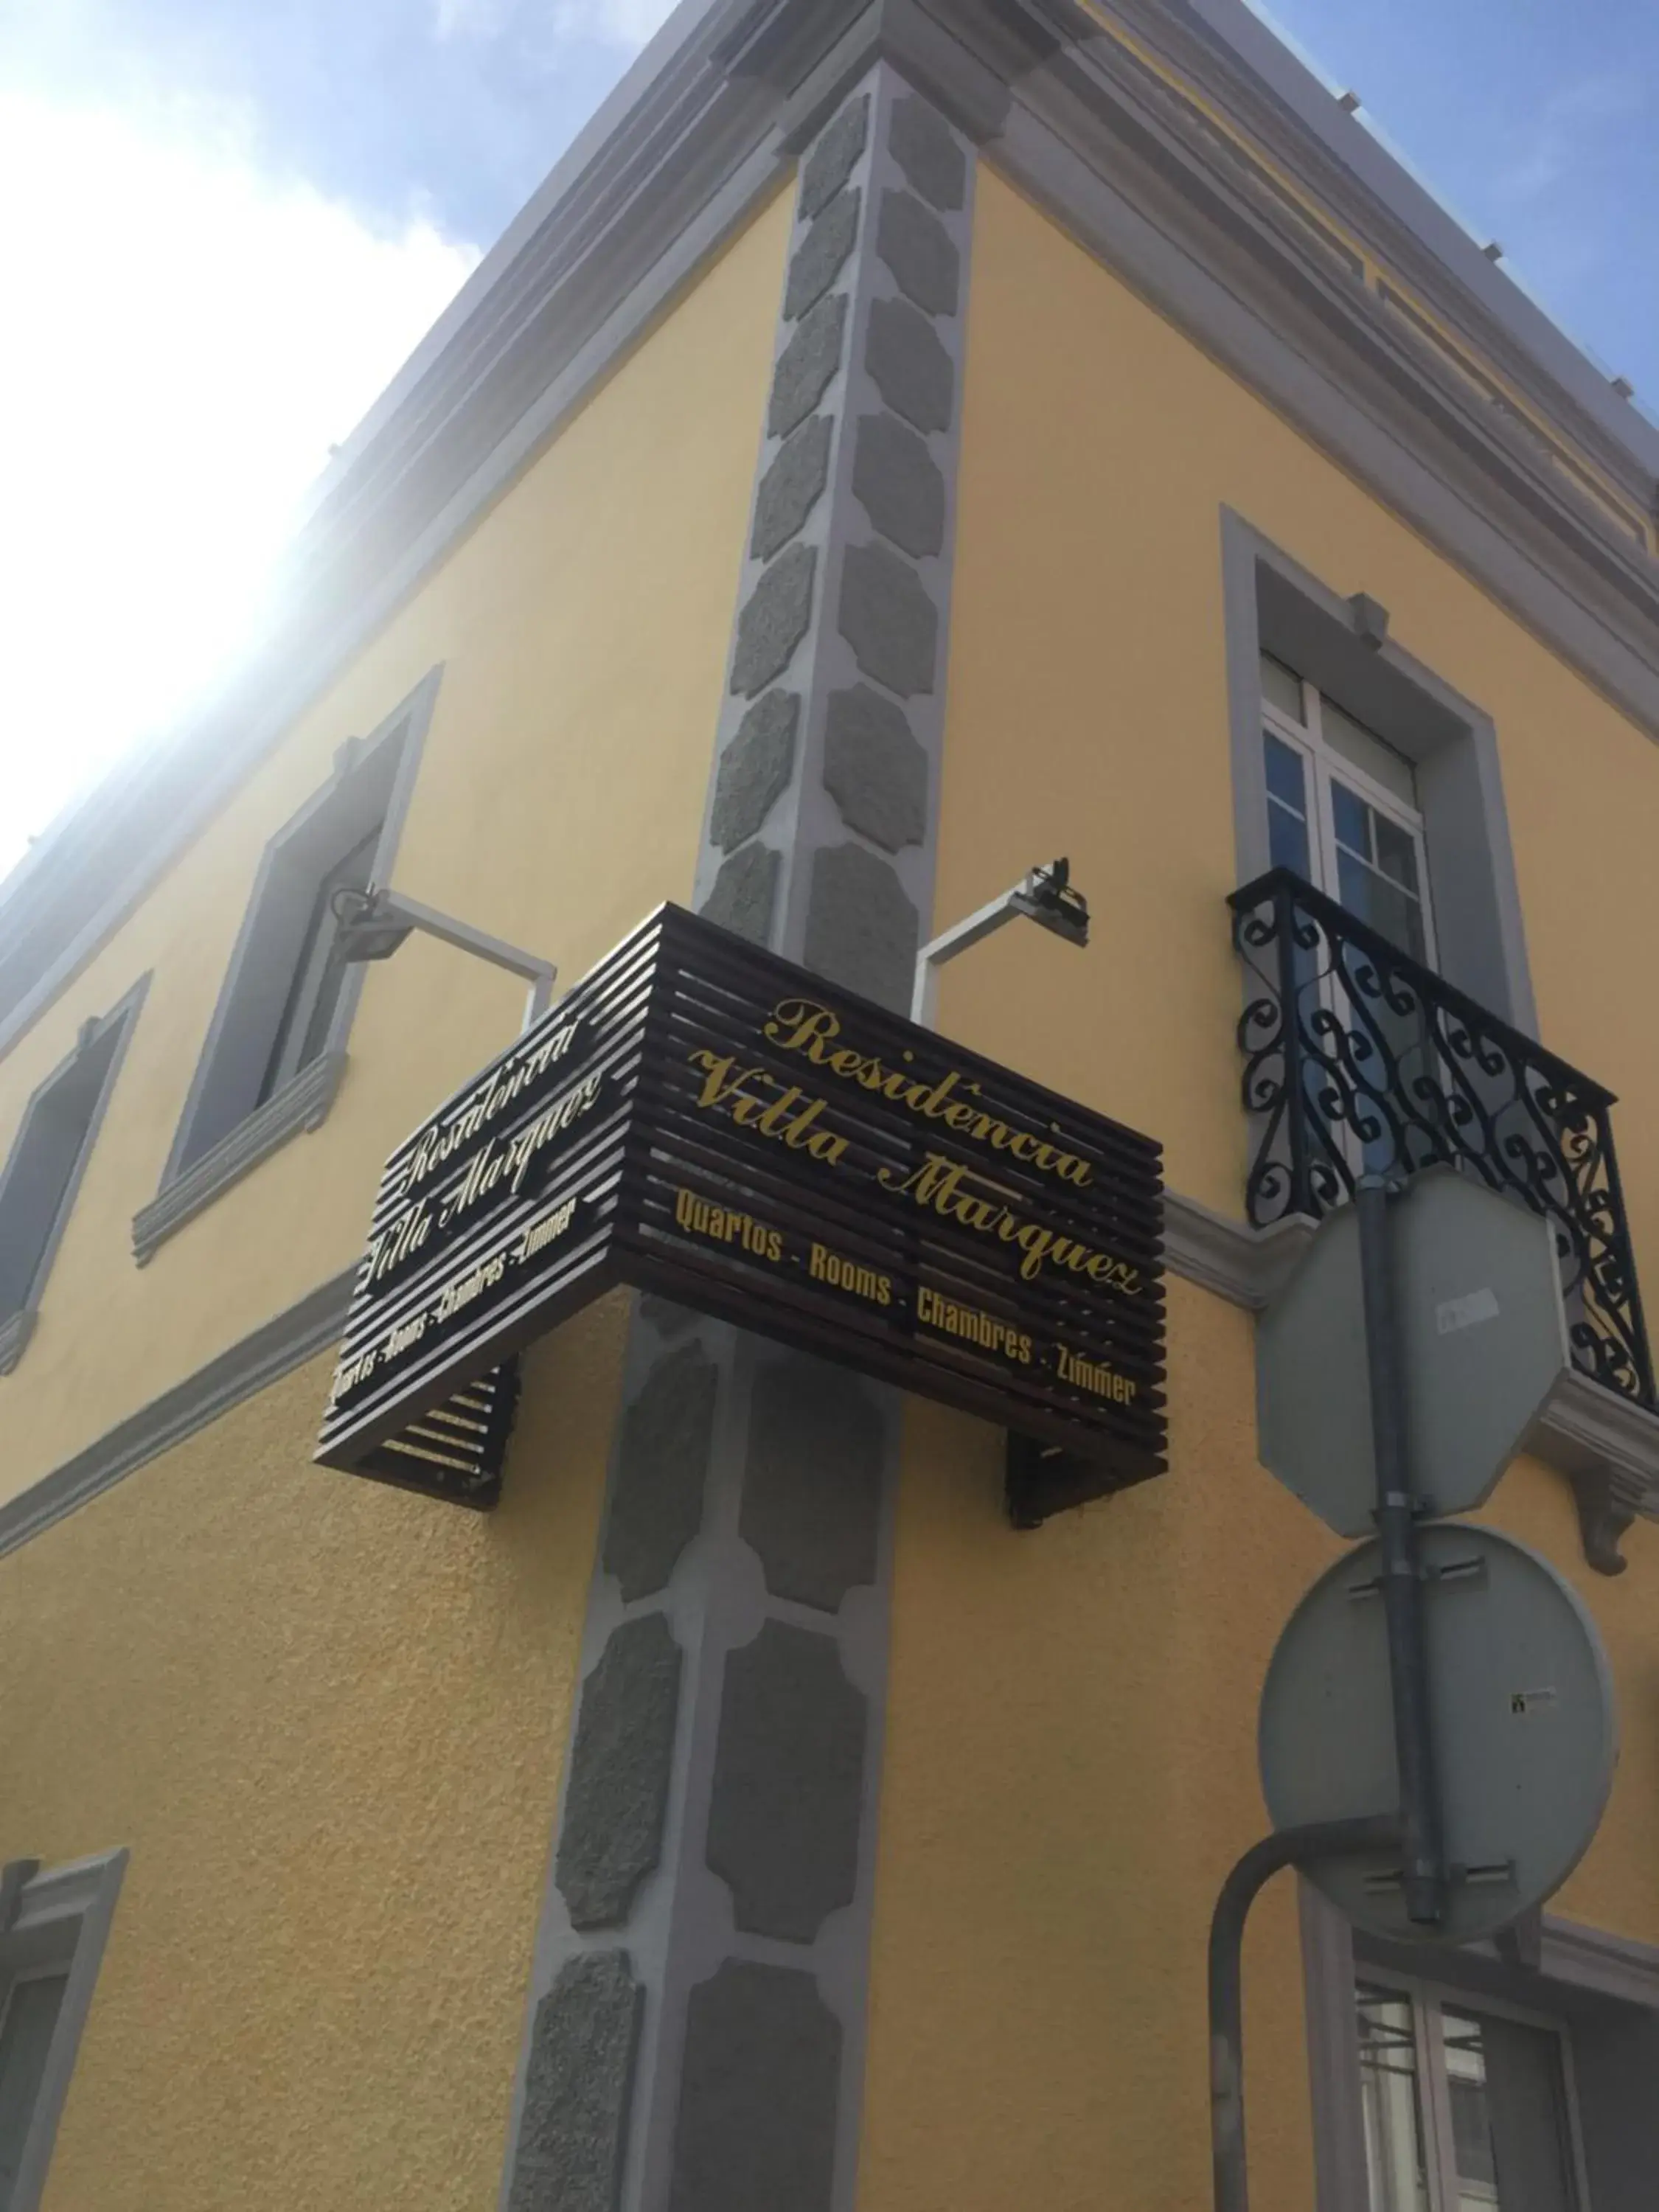 Residência
Villa Marquez
Quartos - Rooms - Chambres - Zimmer
Residência
Villa Marquez
Quartos - Rooms - Chambres - Zimmer